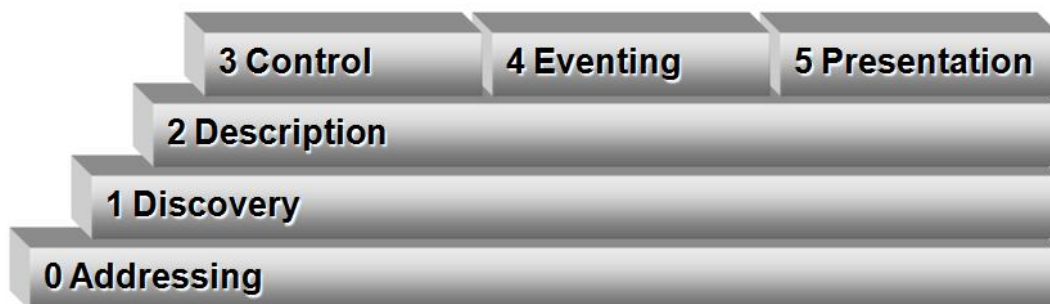 3 Control 4 Eventing 5 Presentation
2 Description
1 Discovery
0 Addressing